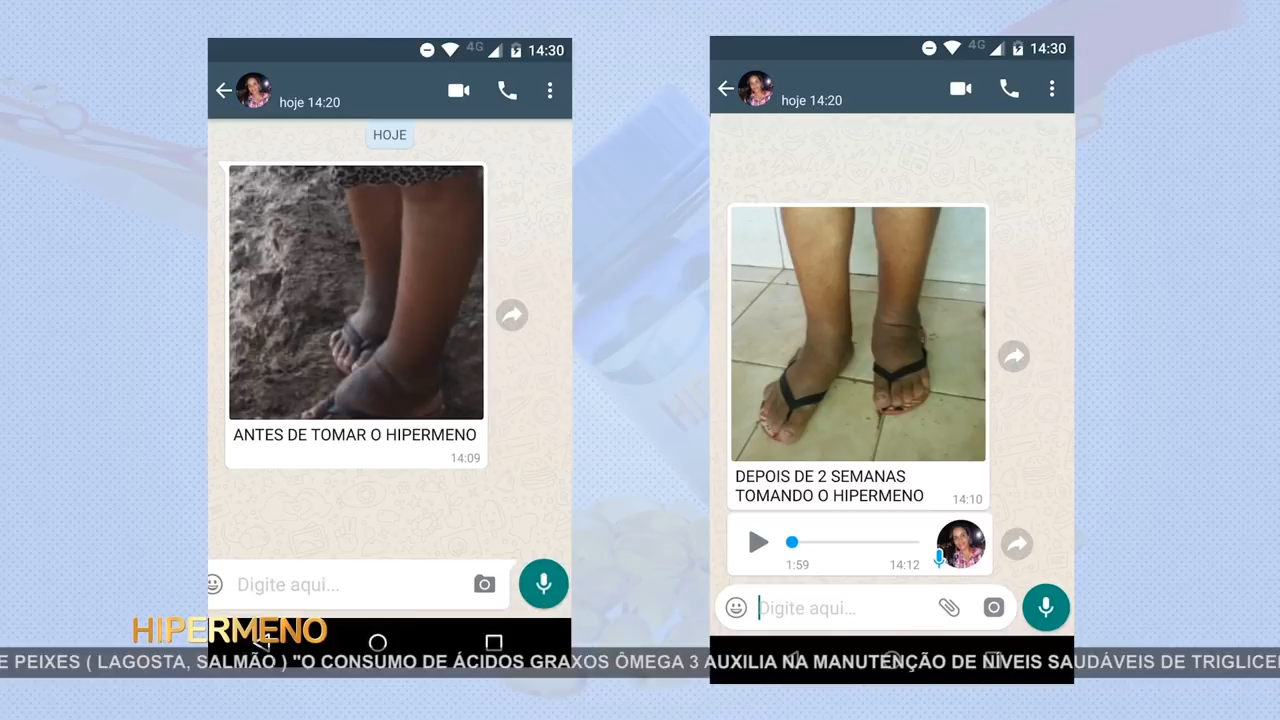 4G 14:30
hoje 14:20
HOJE
ANTES DE TOMAR O HIPERMENO
14:09
Digite aqui...
4G 14:30
hoje 14:20
DEPOIS DE 2 SEMANAS
TOMANDO O HIPERMENO
14:10
1:59
14:12
Digite aqui...
HIPERMENO
E PEIXES ( LAGOSTA, SALMÃO ) "O CONSUMO DE ÁCIDOS GRAXOS ÔMEGA 3 AUXILIA NA MANUTENÇÃO DE NÍVEIS SAUDÁVEIS DE TRIGLICE